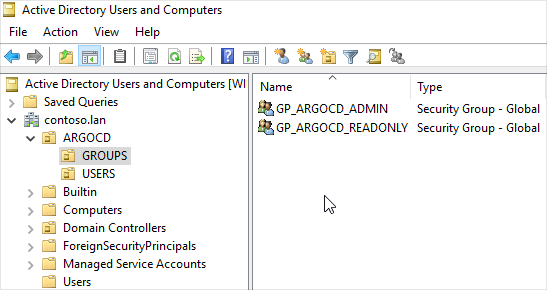 Active Directory Users and Computers
File Action View Help
Active Directory Users and Computers [WI
Saved Queries
contoso.lan
ARGOCD
GROUPS
USERS
Builtin
Computers
Domain Controllers
ForeignSecurityPrincipals
Managed Service Accounts
Users
Name Type
GP_ARGOCD_ADMIN Security Group - Global
GP_ARGOCD_READONLY Security Group - Global